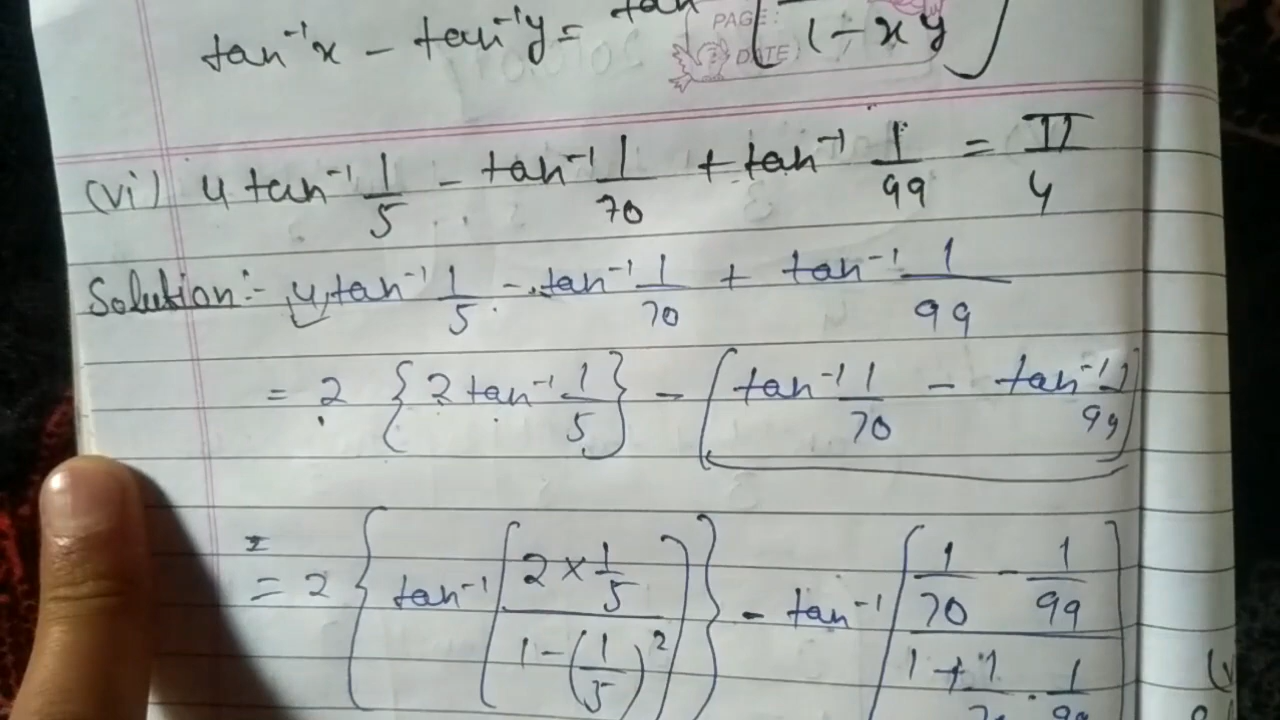 tan⁻¹x - tan⁻¹y = tan [ / 1 - xy ]
PAGE:
DATE:
(vi) 4 tan⁻¹ 1/5 - tan⁻¹ 1/70 + tan⁻¹ 1/99 = π/4
Solution:- 4 tan⁻¹ 1/5 - tan⁻¹ 1/70 + tan⁻¹ 1/99
= 2 {2 tan⁻¹ 1/5} - [tan⁻¹ 1/70 - tan⁻¹ 1/99]
= 2 {tan⁻¹ [(2 × 1/5) / (1 - (1/5)²)]} - tan⁻¹ [(1/70 - 1/99) / (1 + 1/70 · 1/99)]